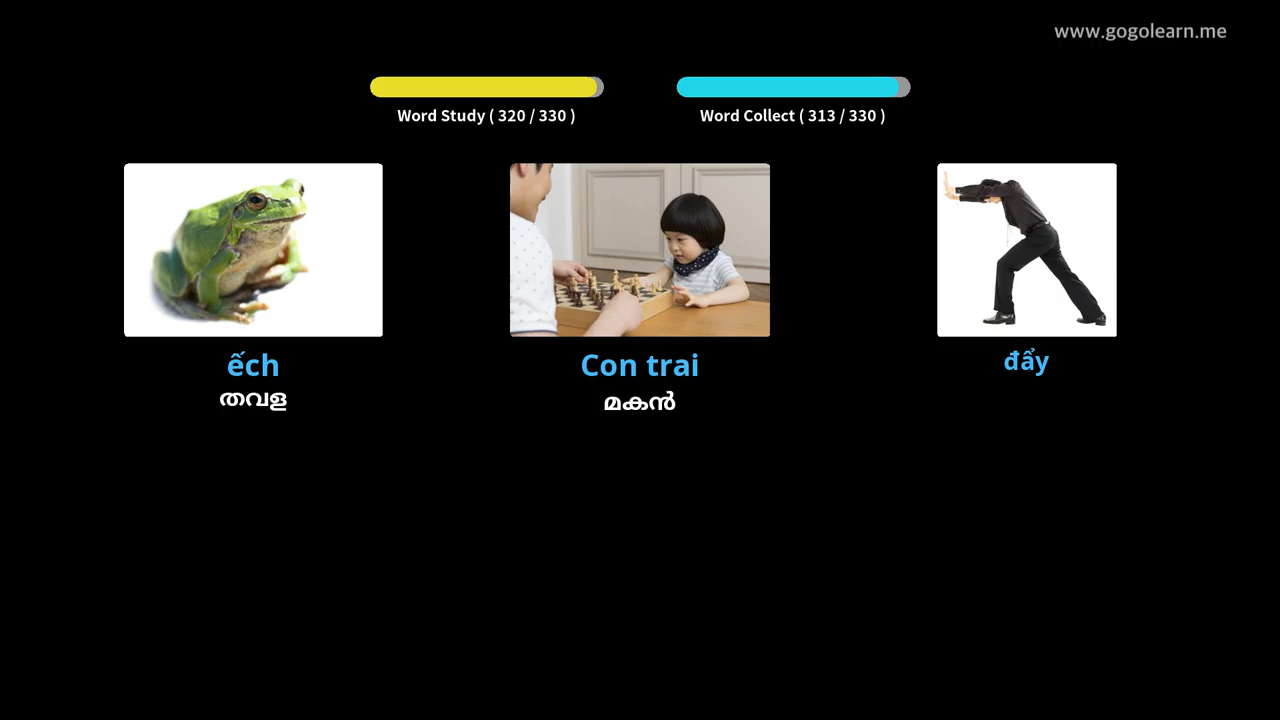 www.gogolearn.me
Word Study ( 320 / 330 )
Word Collect ( 313 / 330 )
ếch
തവള
Con trai
മകൻ
đẩy